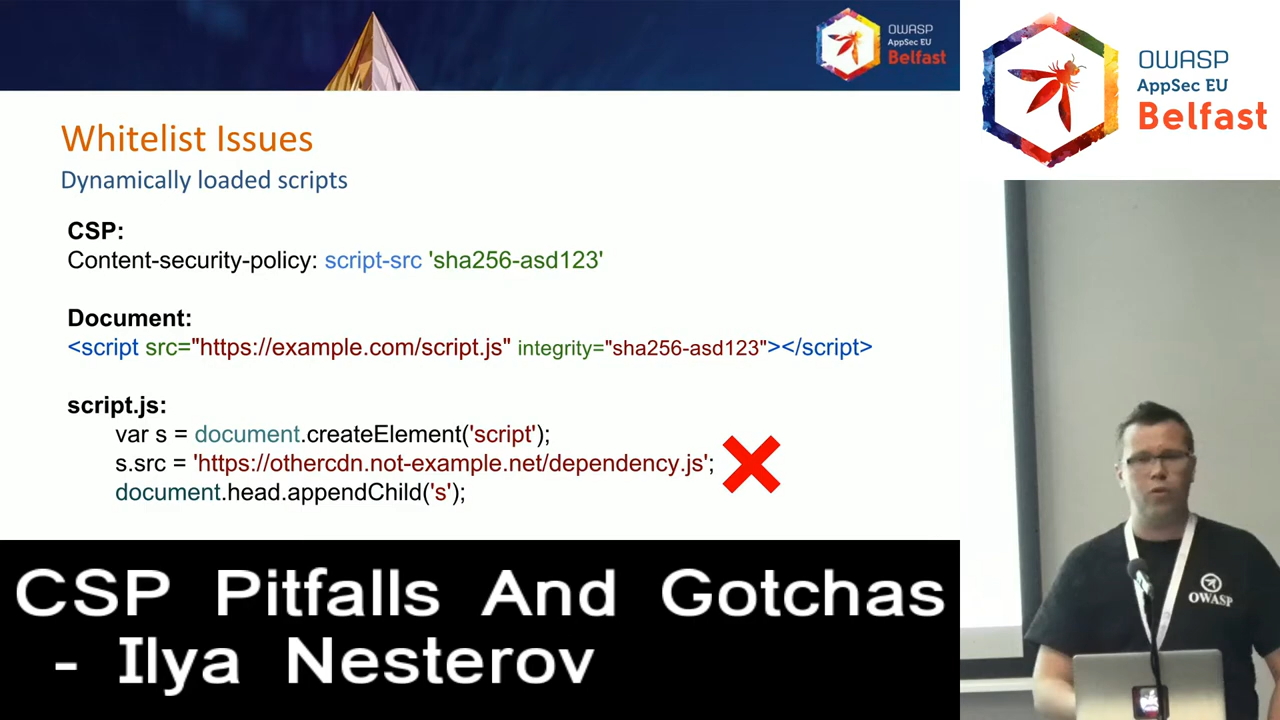 OWASP
AppSec EU
Belfast
OWASP
AppSec EU
Belfast
Whitelist Issues
Dynamically loaded scripts
CSP:
Content-security-policy: script-src 'sha256-asd123'
Document:
<script src="https://example.com/script.js" integrity="sha256-asd123"></script>
script.js:
var s = document.createElement('script');
s.src = 'https://othercdn.not-example.net/dependency.js';
document.head.appendChild('s');
OWASP
CSP Pitfalls And Gotchas
- Ilya Nesterov